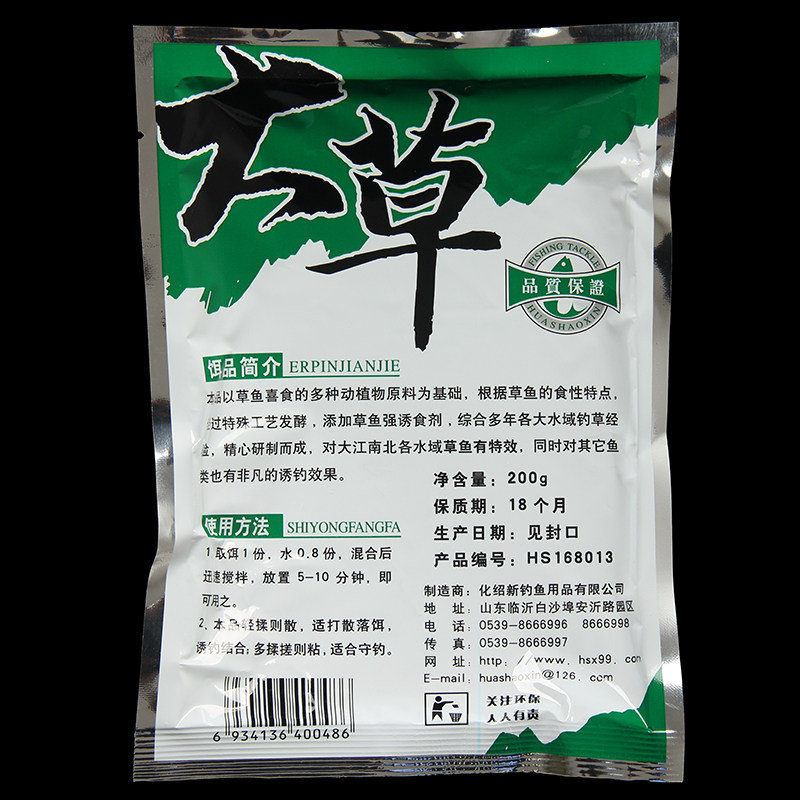 大草
FISHING TACKLE
品質保證
HUASHAOXIN
饵品简介 ERPINJIANJIE
本品以草鱼喜食的多种动植物原料为基础，根据草鱼的食性特点，
经过特殊工艺发酵，添加草鱼强诱食剂，综合多年各大水域钓草经
验，精心研制而成，对大江南北各水域草鱼有特效，同时对其它鱼
类也有非凡的诱钓效果。
净含量：200g
保质期：18个月
生产日期：见封口
产品编号：HS168013
使用方法 SHIYONGFANGFA
1、取饵1份，水0.8份，混合后
迅速搅拌，放置5-10分钟，即
可用之。
2、本品轻揉则散，适打散落饵，
诱钓结合；多揉搓则粘，适合守钓。
制造商：化绍新钓鱼用品有限公司
地址：山东临沂白沙埠安沂路园区
电话：0539-8666996 8666998
传真：0539-8666997
网址：http://www.hsx99.com
E-mail：huashaoxin@126.com
关注环保
人人有责
6 934136 400486